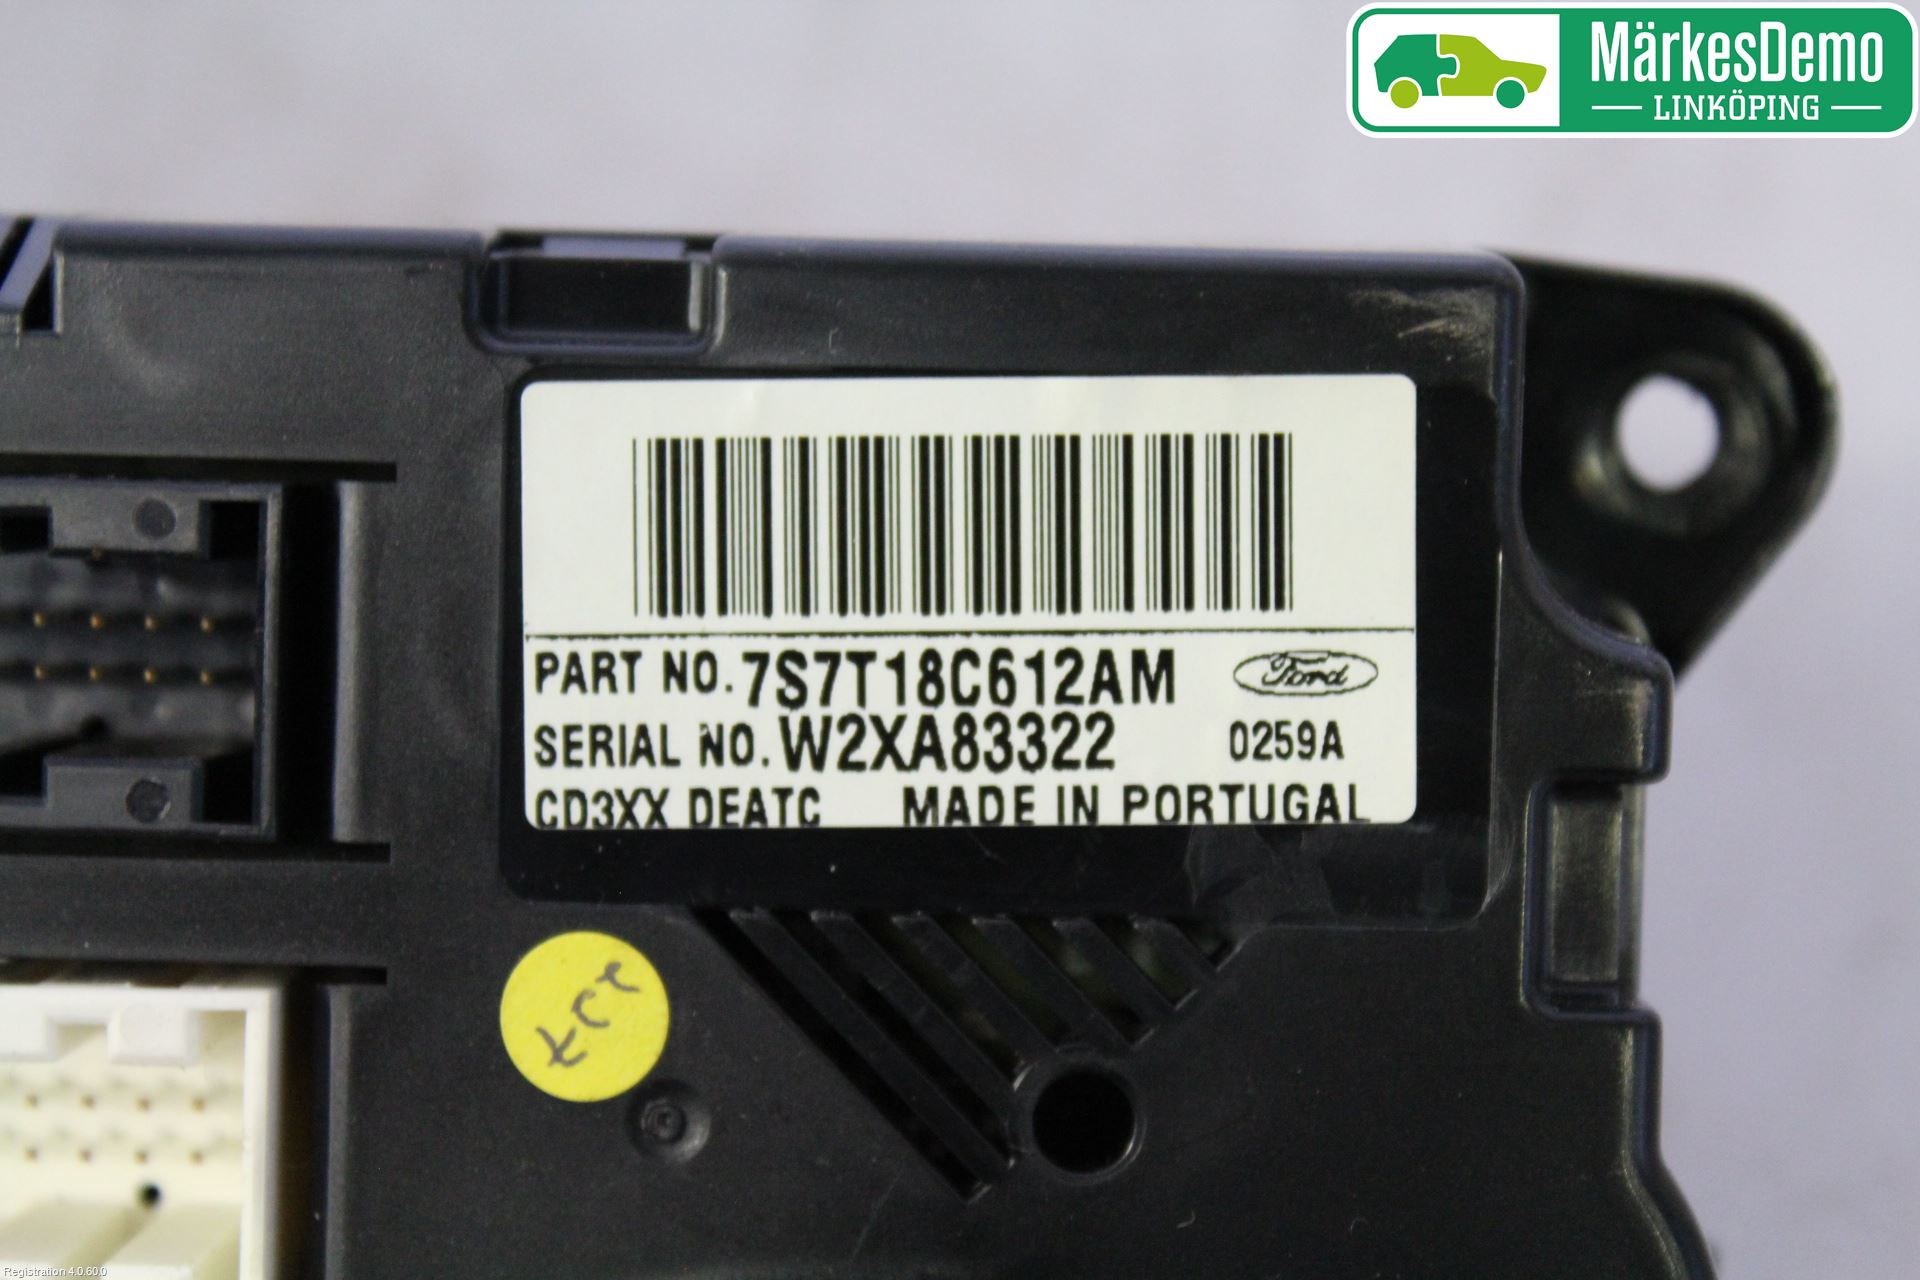 MärkesDemo
LINKÖPING
PART NO. 7S7T18C612AM
Ford
SERIAL NO. W2XA83322
0259A
CD3XX DEATC MADE IN PORTUGAL
Registration 4.0.60.0